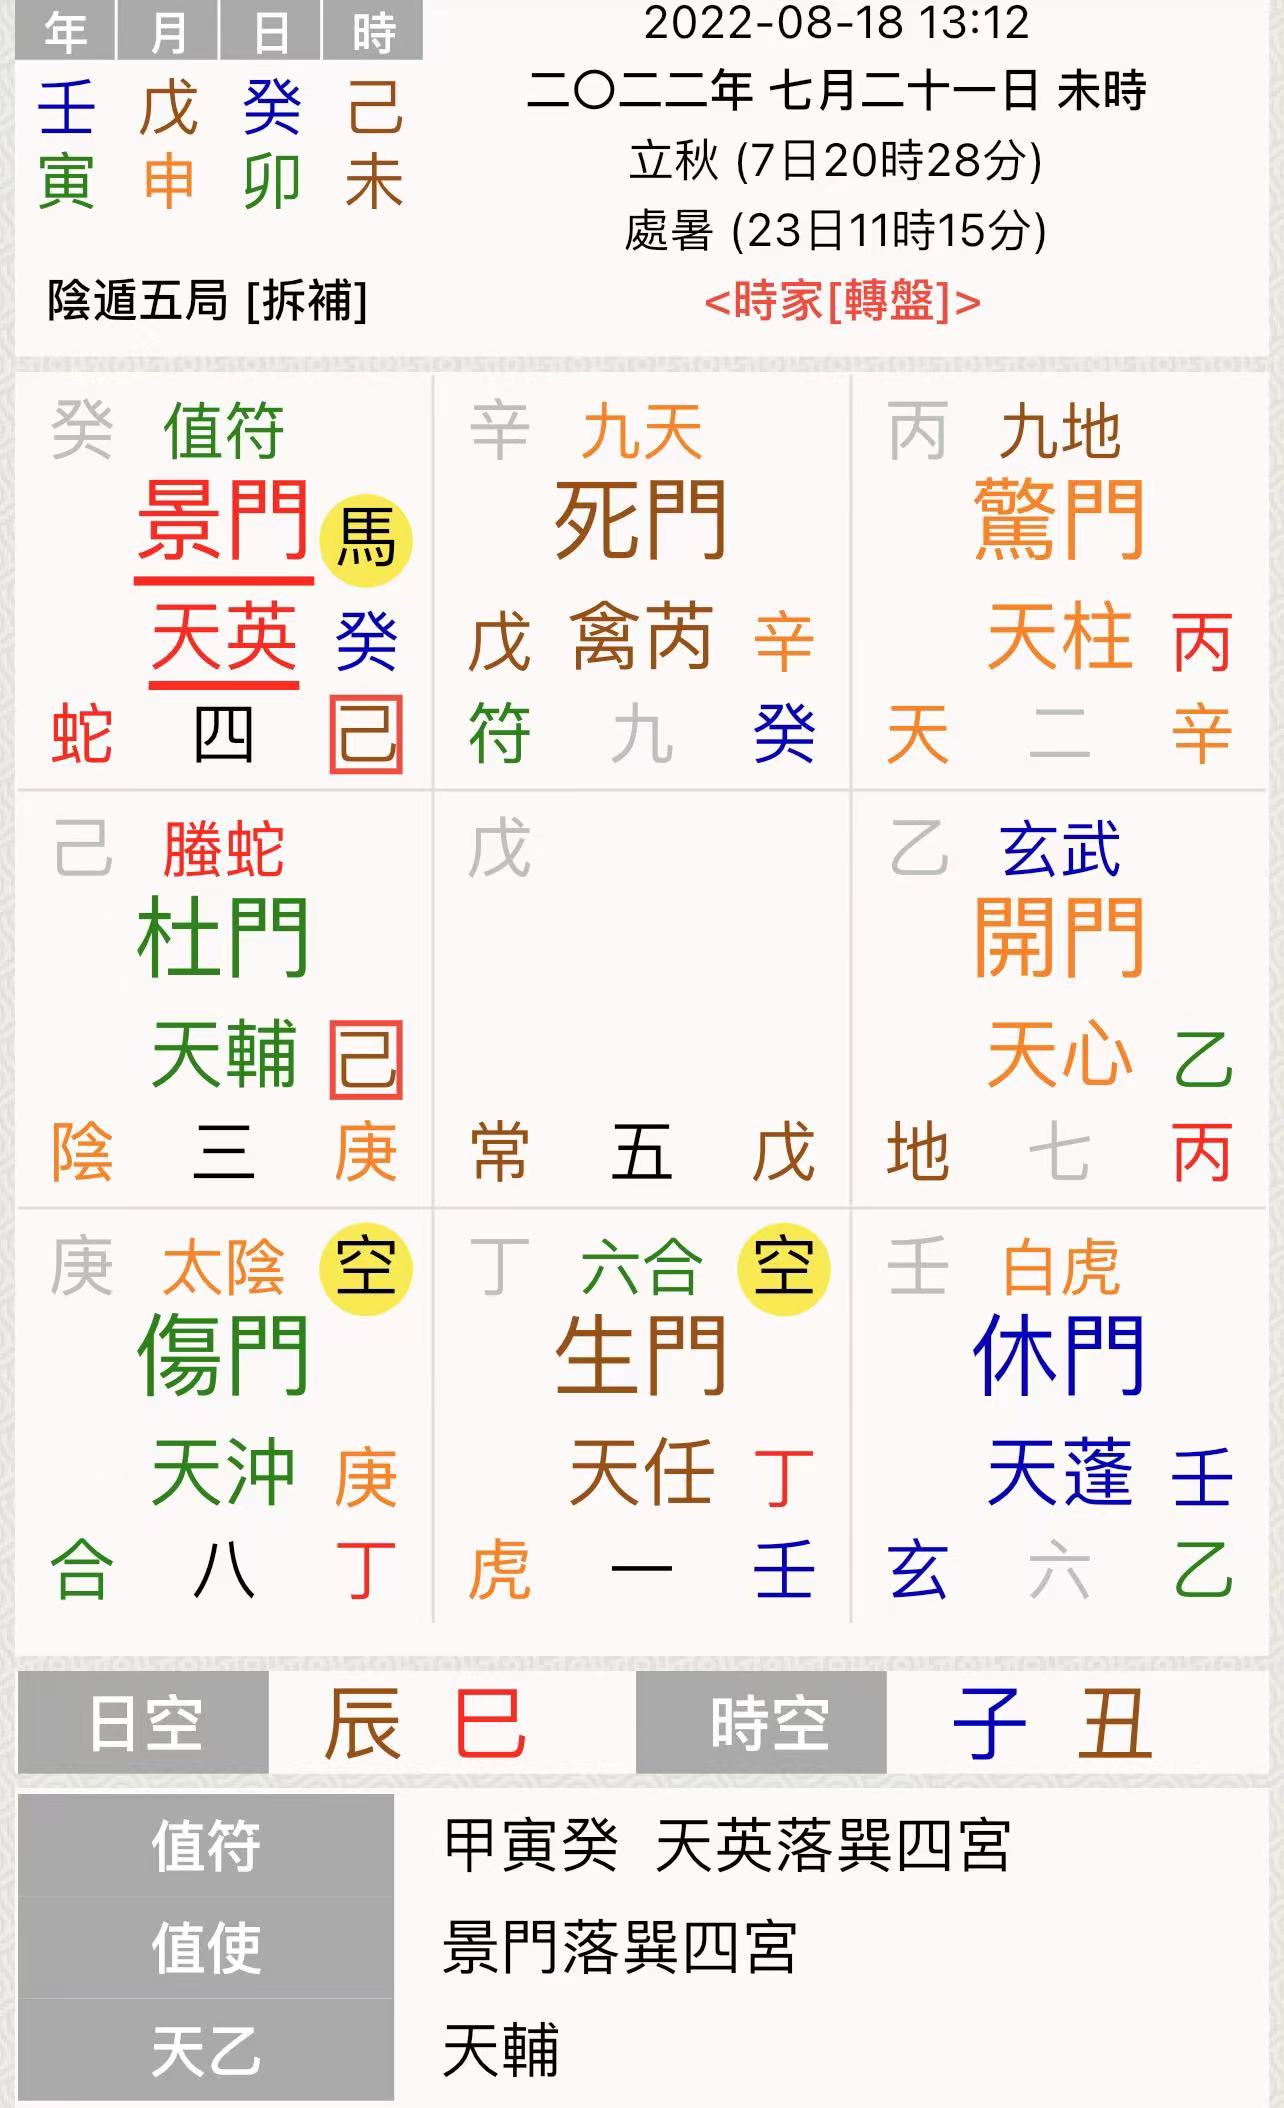 年 月 日 時
2022-08-18 13:12
壬 戊 癸 己
二〇二二年 七月二十一日 未時
寅 申 卯 未
立秋 (7日20時28分)
處暑 (23日11時15分)
陰遁五局 [拆補]
<時家[轉盤]>
癸 值符
景門 馬
天英 癸
蛇 四 己
辛 九天
死門
戊 禽芮 辛
符 九 癸
丙 九地
驚門
天柱 丙
天 二 辛
己 螣蛇
杜門
天輔 己
陰 三 庚
戊
常 五 戊
乙 玄武
開門
天心 乙
地 七 丙
庚 太陰 空
傷門
天沖 庚
合 八 丁
丁 六合 空
生門
天任 丁
虎 一 壬
壬 白虎
休門
天蓬 壬
玄 六 乙
日空 辰 巳 時空 子 丑
值符 甲寅癸 天英落巽四宮
值使 景門落巽四宮
天乙 天輔